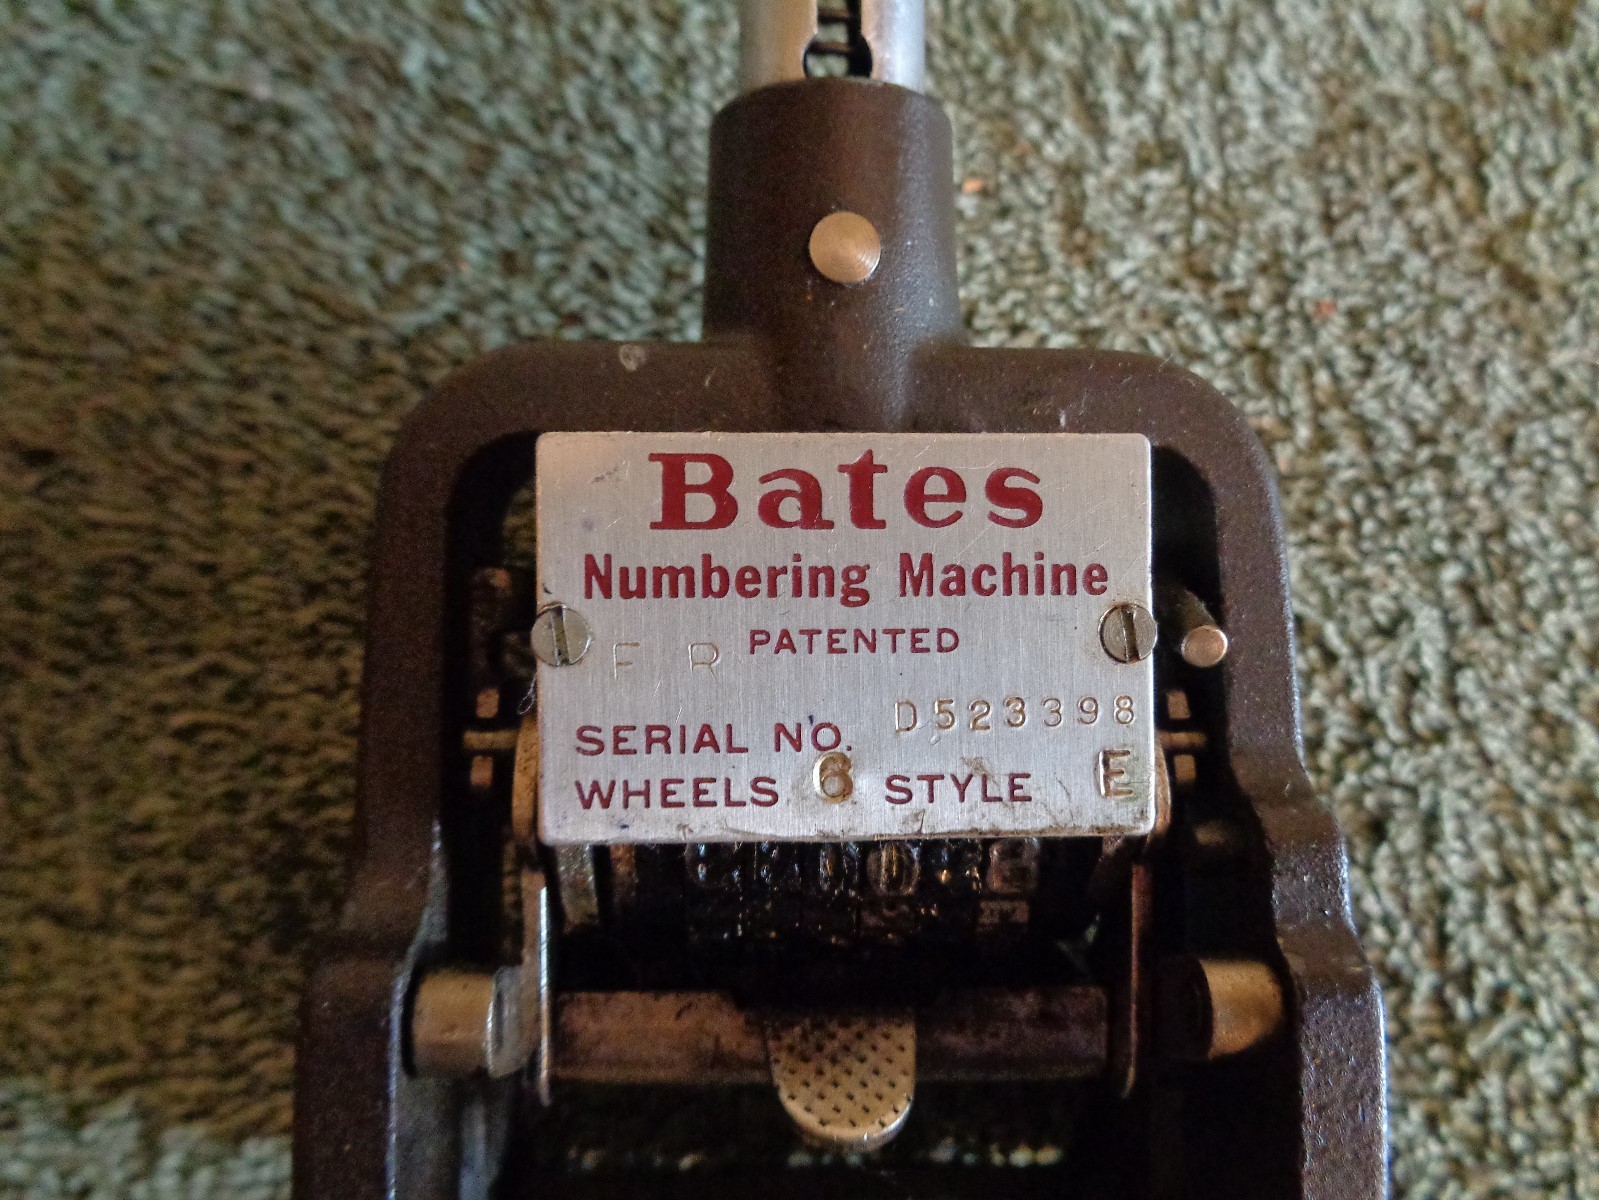 Bates
Numbering Machine
F R PATENTED
SERIAL NO. D523398
WHEELS 6 STYLE E